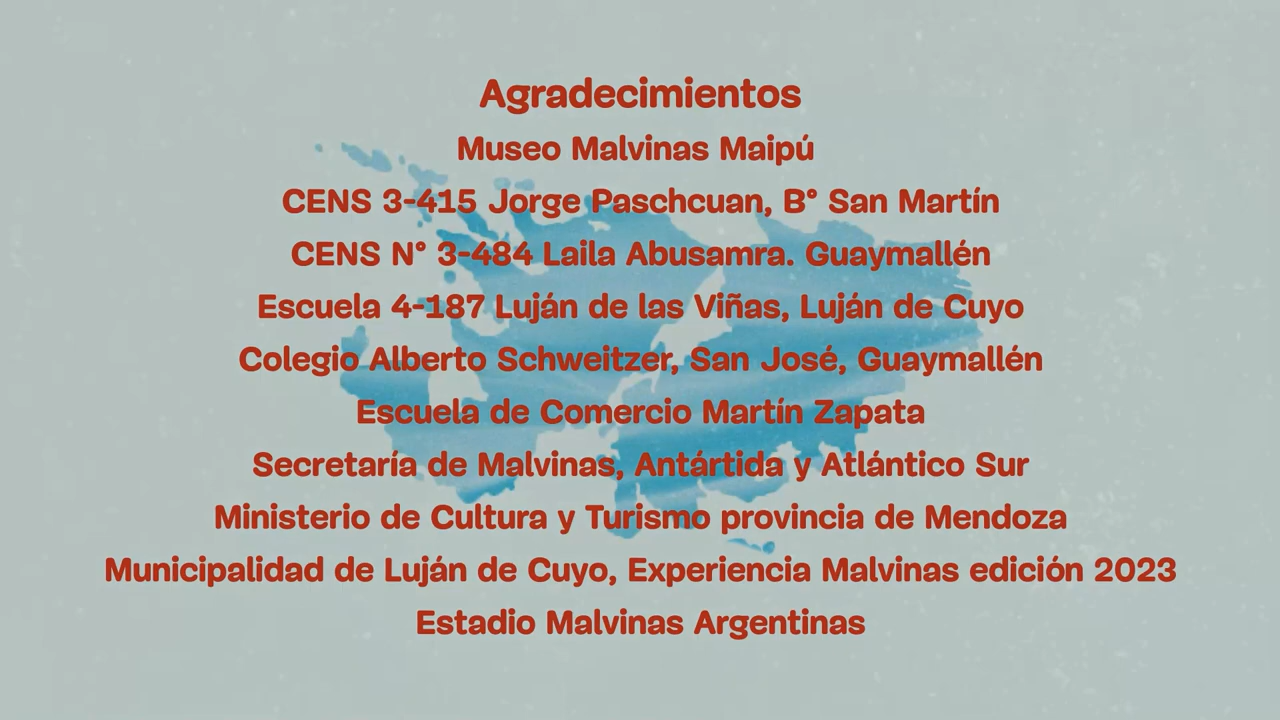 Agradecimientos
Museo Malvinas Maipú
CENS 3-415 Jorge Paschcuan, B° San Martín
CENS N° 3-484 Laila Abusamra. Guaymallén
Escuela 4-187 Luján de las Viñas, Luján de Cuyo
Colegio Alberto Schweitzer, San José, Guaymallén
Escuela de Comercio Martín Zapata
Secretaría de Malvinas, Antártida y Atlántico Sur
Ministerio de Cultura y Turismo provincia de Mendoza
Municipalidad de Luján de Cuyo, Experiencia Malvinas edición 2023
Estadio Malvinas Argentinas